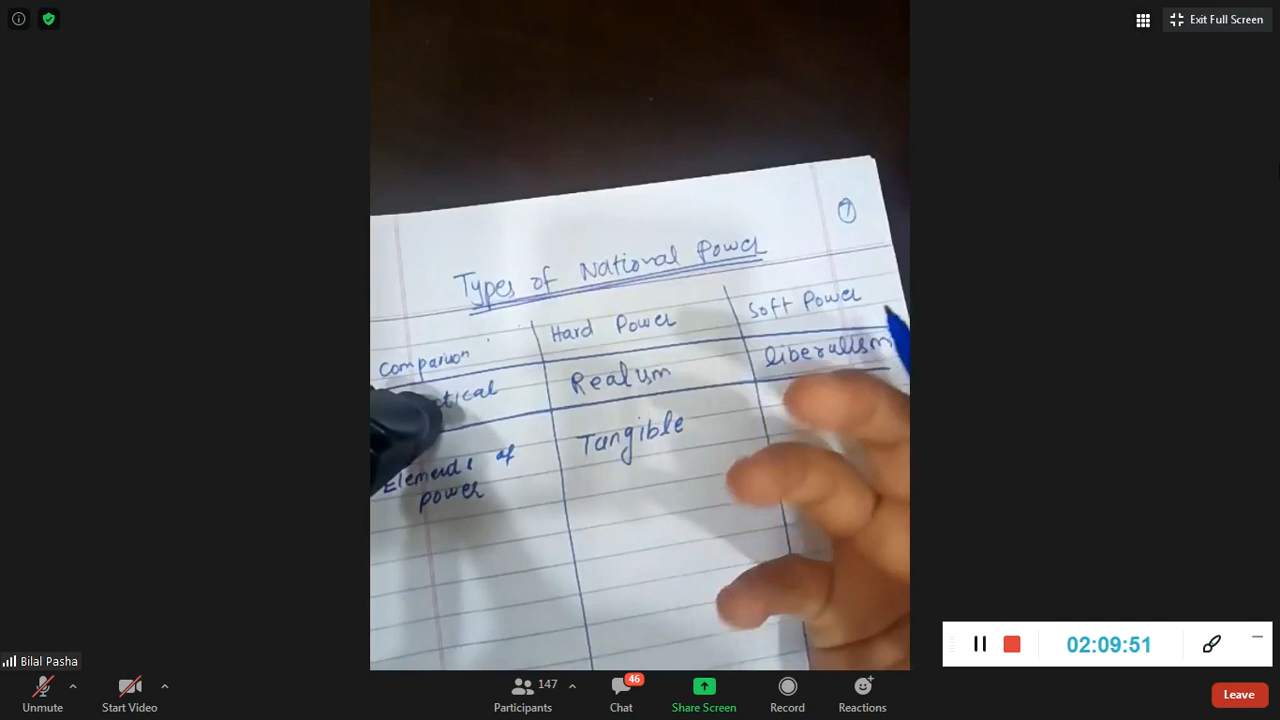 Exit Full Screen
7
Types of National Power
Comparison
Hard Power
Soft Power
Realism
liberalism
Elements of
power
Tangible
02:09:51
Bilal Pasha
Unmute
Start Video
147
Participants
46
Chat
Share Screen
Record
Reactions
Leave